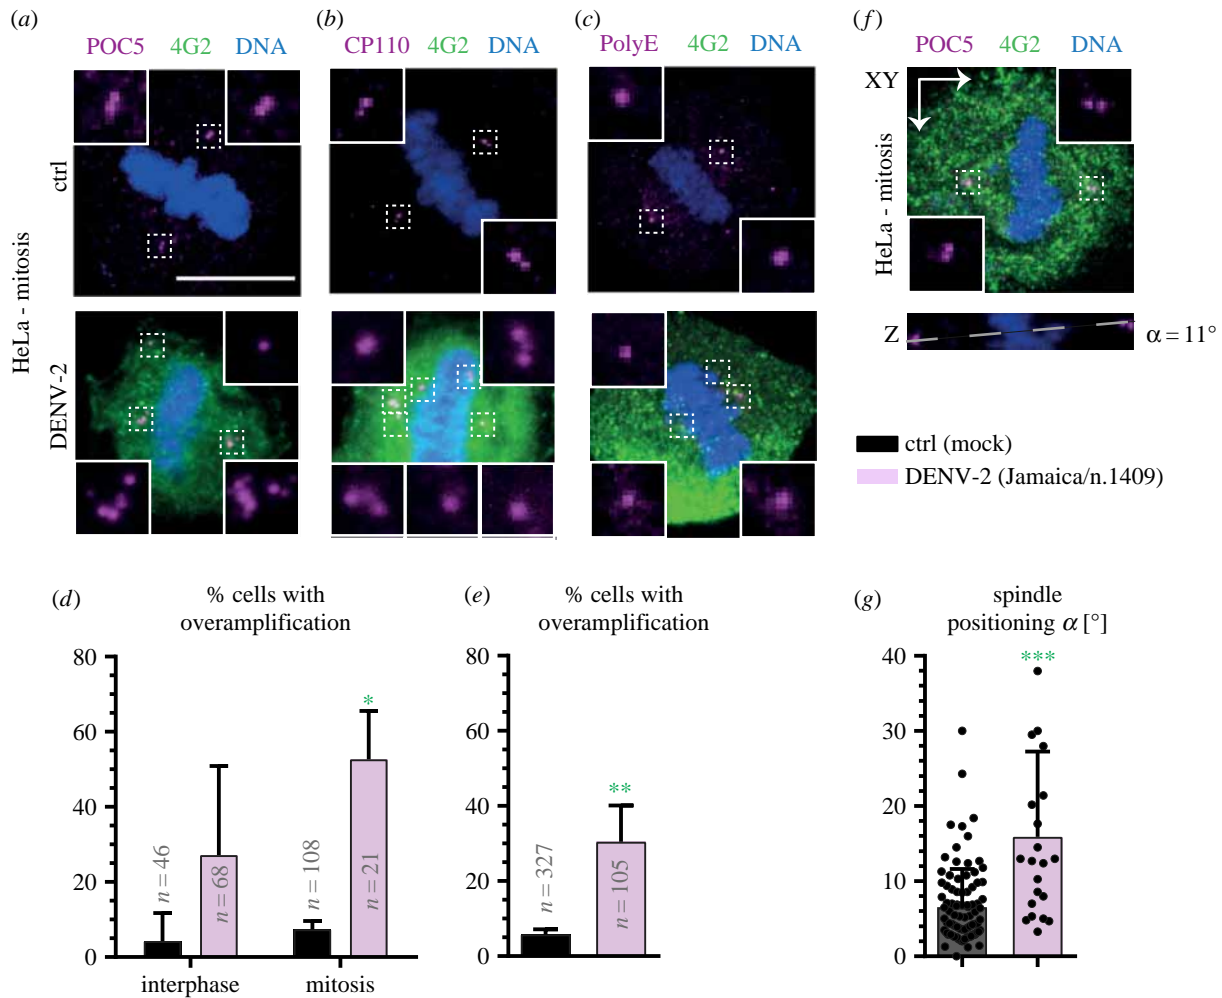 (a)
POC5 4G2 DNA
(b)
CP110 4G2 DNA
(c)
PolyE 4G2 DNA
(f)
POC5 4G2 DNA
HeLa - mitosis
ctrl
DENV-2
HeLa - mitosis
XY
Z
α = 11°
ctrl (mock)
DENV-2 (Jamaica/n.1409)
(d)
% cells with
overamplification
80
60
40
20
0
n = 46
n = 68
n = 108
n = 21
*
interphase
mitosis
(e)
% cells with
overamplification
80
60
40
20
0
n = 327
n = 105
**
(g)
spindle
positioning α [°]
40
30
20
10
0
***